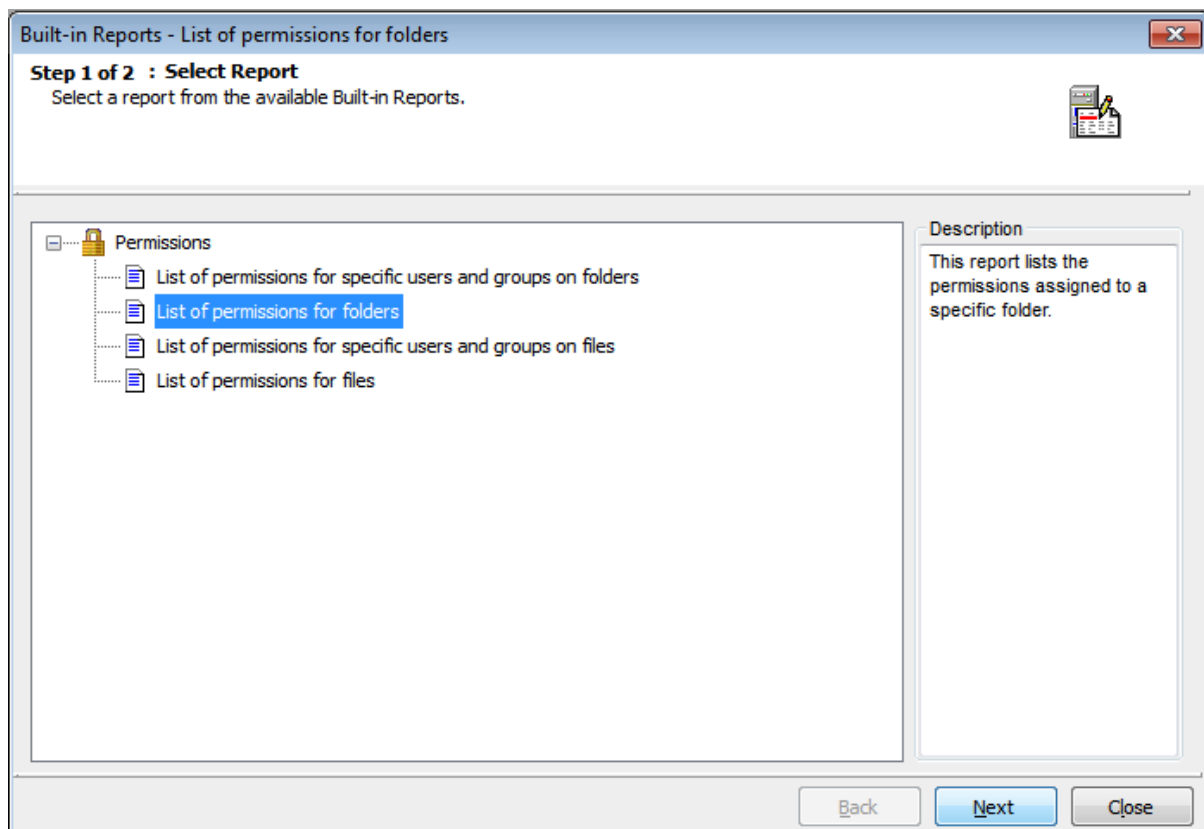 Built-in Reports - List of permissions for folders
Step 1 of 2 : Select Report
Select a report from the available Built-in Reports.
Permissions
List of permissions for specific users and groups on folders
List of permissions for folders
List of permissions for specific users and groups on files
List of permissions for files
Description
This report lists the
permissions assigned to a
specific folder.
Back Next Close